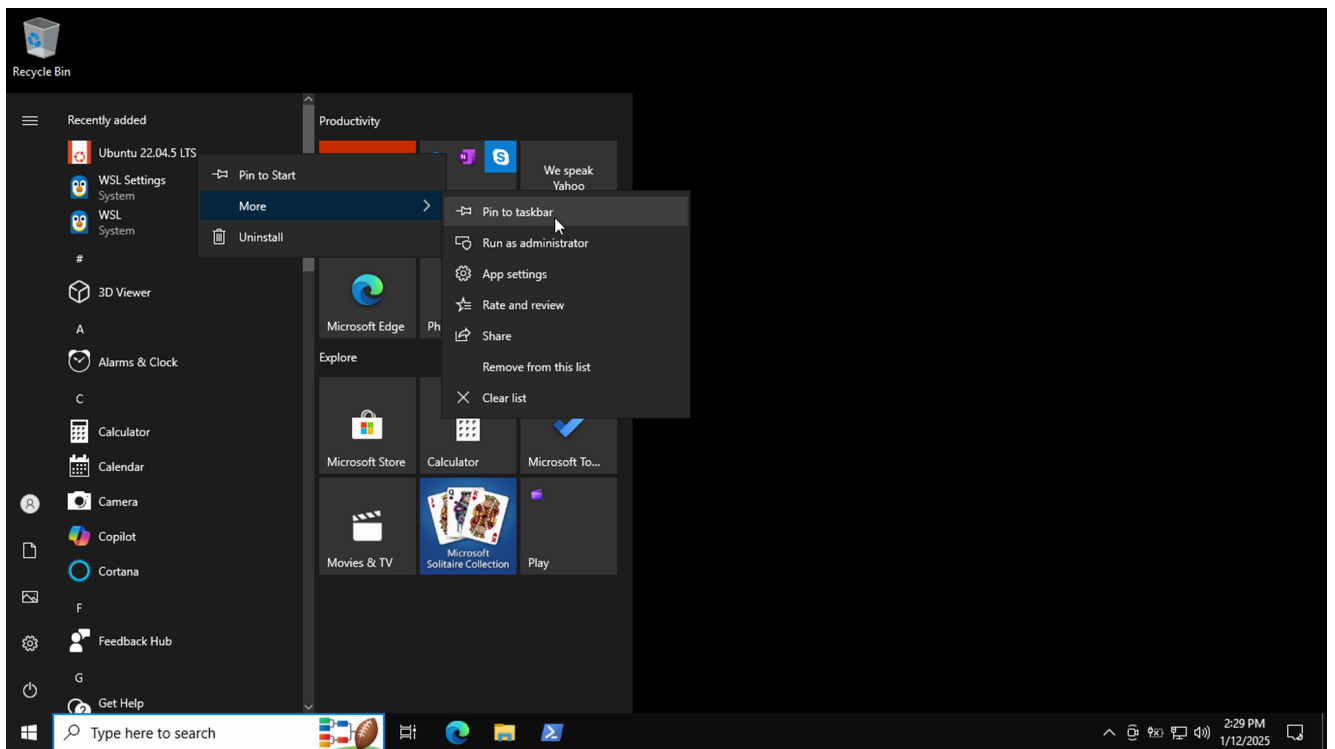 Recycle Bin
Recently added
Ubuntu 22.04.5 LTS
WSL Settings
System
WSL
System
#
3D Viewer
A
Alarms & Clock
C
Calculator
Calendar
Camera
Copilot
Cortana
F
Feedback Hub
G
Get Help
Productivity
We speak
Yahoo
Microsoft Edge
Ph
Explore
Microsoft Store
Calculator
Microsoft To...
Movies & TV
Microsoft
Solitaire Collection
Play
Pin to Start
More
Uninstall
Pin to taskbar
Run as administrator
App settings
Rate and review
Share
Remove from this list
Clear list
Type here to search
2:29 PM
1/12/2025